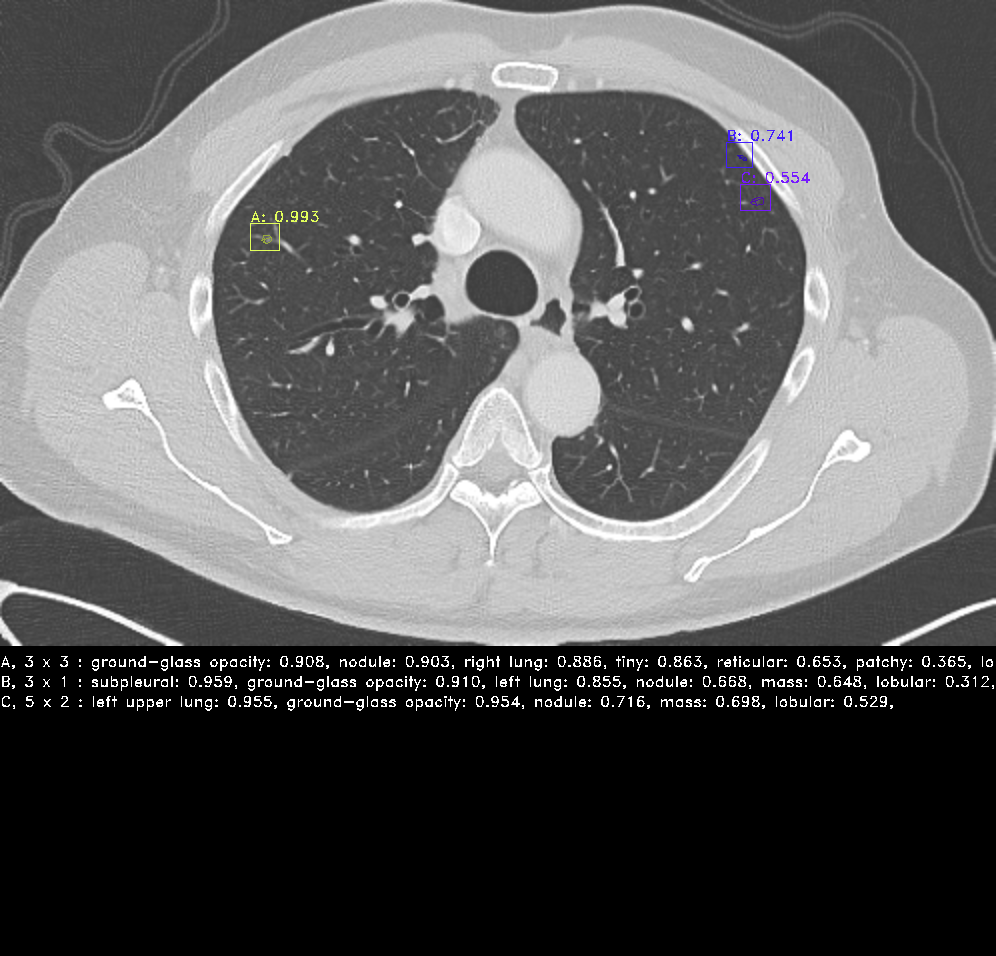 B: 0.741
C: 0.554
A: 0.993
A, 3 x 3 : ground-glass opacity: 0.908, nodule: 0.903, right lung: 0.886, tiny: 0.863, reticular: 0.653, patchy: 0.365, lo
B, 3 x 1 : subpleural: 0.959, ground-glass opacity: 0.910, left lung: 0.855, nodule: 0.668, mass: 0.648, lobular: 0.312,
C, 5 x 2 : left upper lung: 0.955, ground-glass opacity: 0.954, nodule: 0.716, mass: 0.698, lobular: 0.529,